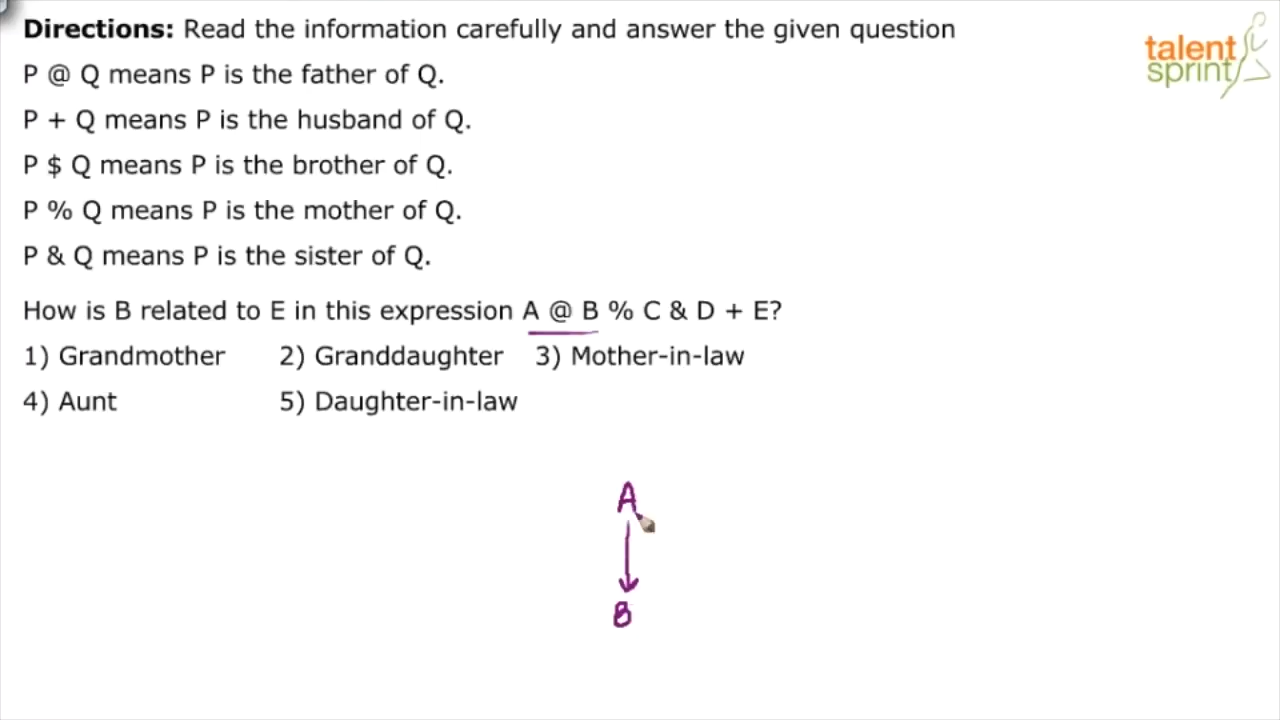 Directions: Read the information carefully and answer the given question
talent
sprint
P @ Q means P is the father of Q.
P + Q means P is the husband of Q.
P $ Q means P is the brother of Q.
P % Q means P is the mother of Q.
P & Q means P is the sister of Q.
How is B related to E in this expression A @ B % C & D + E?
1) Grandmother 2) Granddaughter 3) Mother-in-law
4) Aunt 5) Daughter-in-law
A
B